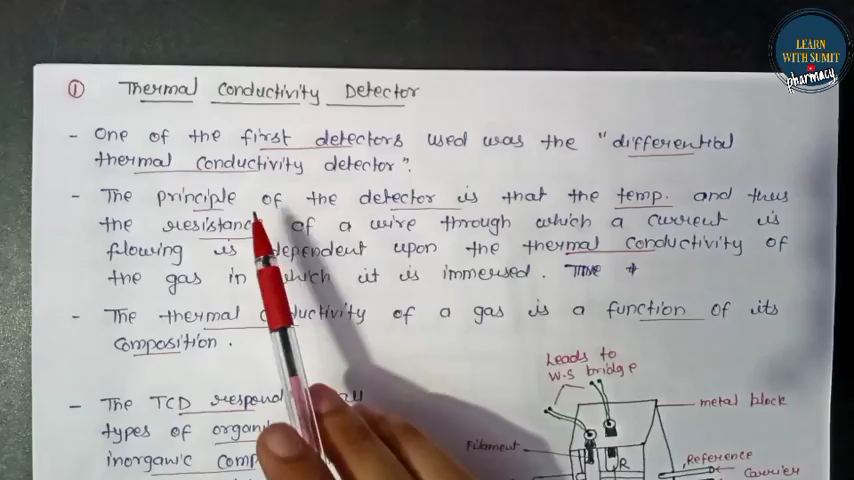 LEARN
WITH SUMIT
pharmacy
① Thermal Conductivity Detector
- One of the first detectors used was the "differential
thermal conductivity detector".
- The principle of the detector is that the temp. and thus
the resistance of a wire through which a current is
flowing is dependent upon the thermal conductivity of
the gas in which it is immersed.
- The thermal conductivity of a gas is a function of its
composition.
- The TCD respond all
types of
inorganic
Leads to
W.S bridge
metal block
Filament
R
Reference
Carrier